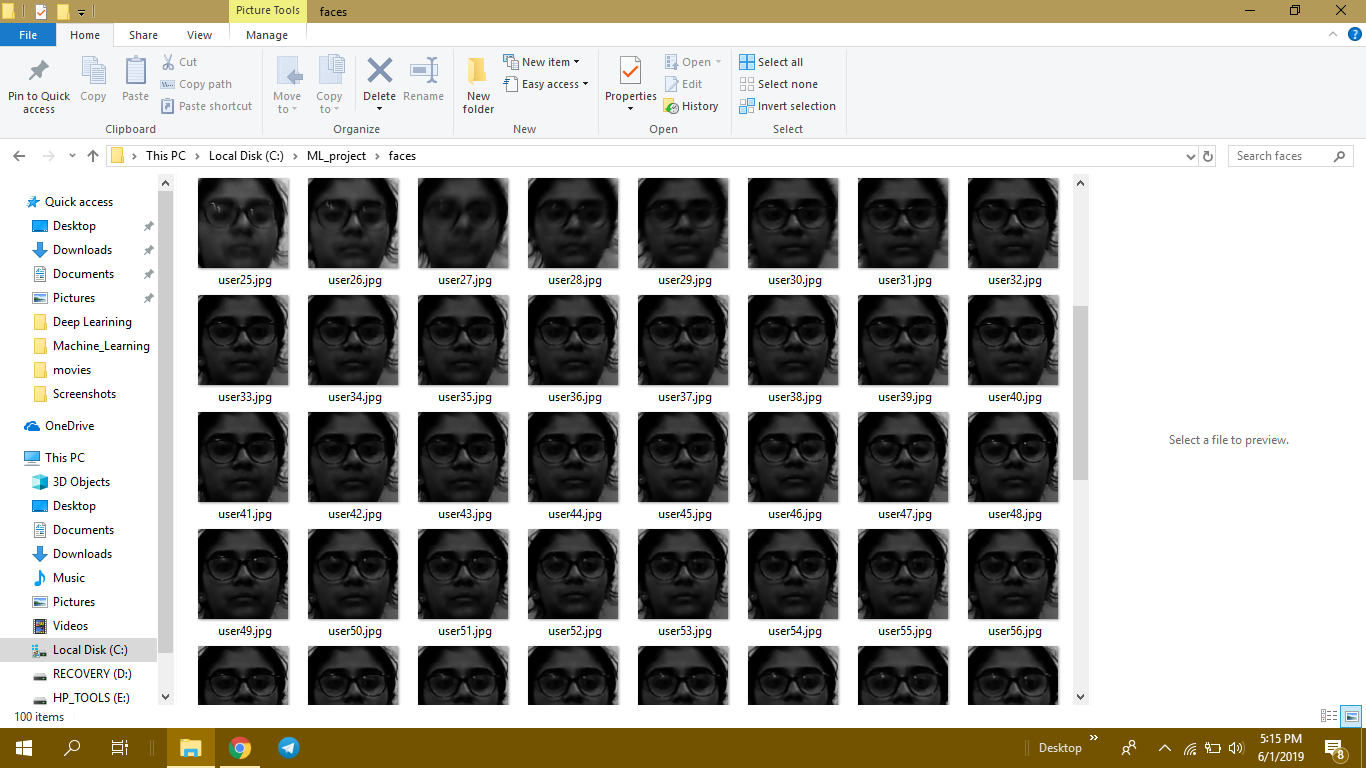 Picture Tools
faces
File
Home
Share
View
Manage
Pin to Quick access
Copy
Paste
Cut
Copy path
Paste shortcut
Clipboard
Move to
Copy to
Delete
Rename
Organize
New folder
New item
Easy access
New
Properties
Open
Edit
History
Open
Select all
Select none
Invert selection
Select
This PC
Local Disk (C:)
ML_project
faces
Search faces
Quick access
Desktop
Downloads
Documents
Pictures
Deep Learining
Machine_Learning
movies
Screenshots
OneDrive
This PC
3D Objects
Desktop
Documents
Downloads
Music
Pictures
Videos
Local Disk (C:)
RECOVERY (D:)
HP_TOOLS (E:)
user25.jpg user26.jpg user27.jpg user28.jpg user29.jpg user30.jpg user31.jpg user32.jpg
user33.jpg user34.jpg user35.jpg user36.jpg user37.jpg user38.jpg user39.jpg user40.jpg
user41.jpg user42.jpg user43.jpg user44.jpg user45.jpg user46.jpg user47.jpg user48.jpg
user49.jpg user50.jpg user51.jpg user52.jpg user53.jpg user54.jpg user55.jpg user56.jpg
Select a file to preview.
100 items
Desktop
5:15 PM
6/1/2019
8